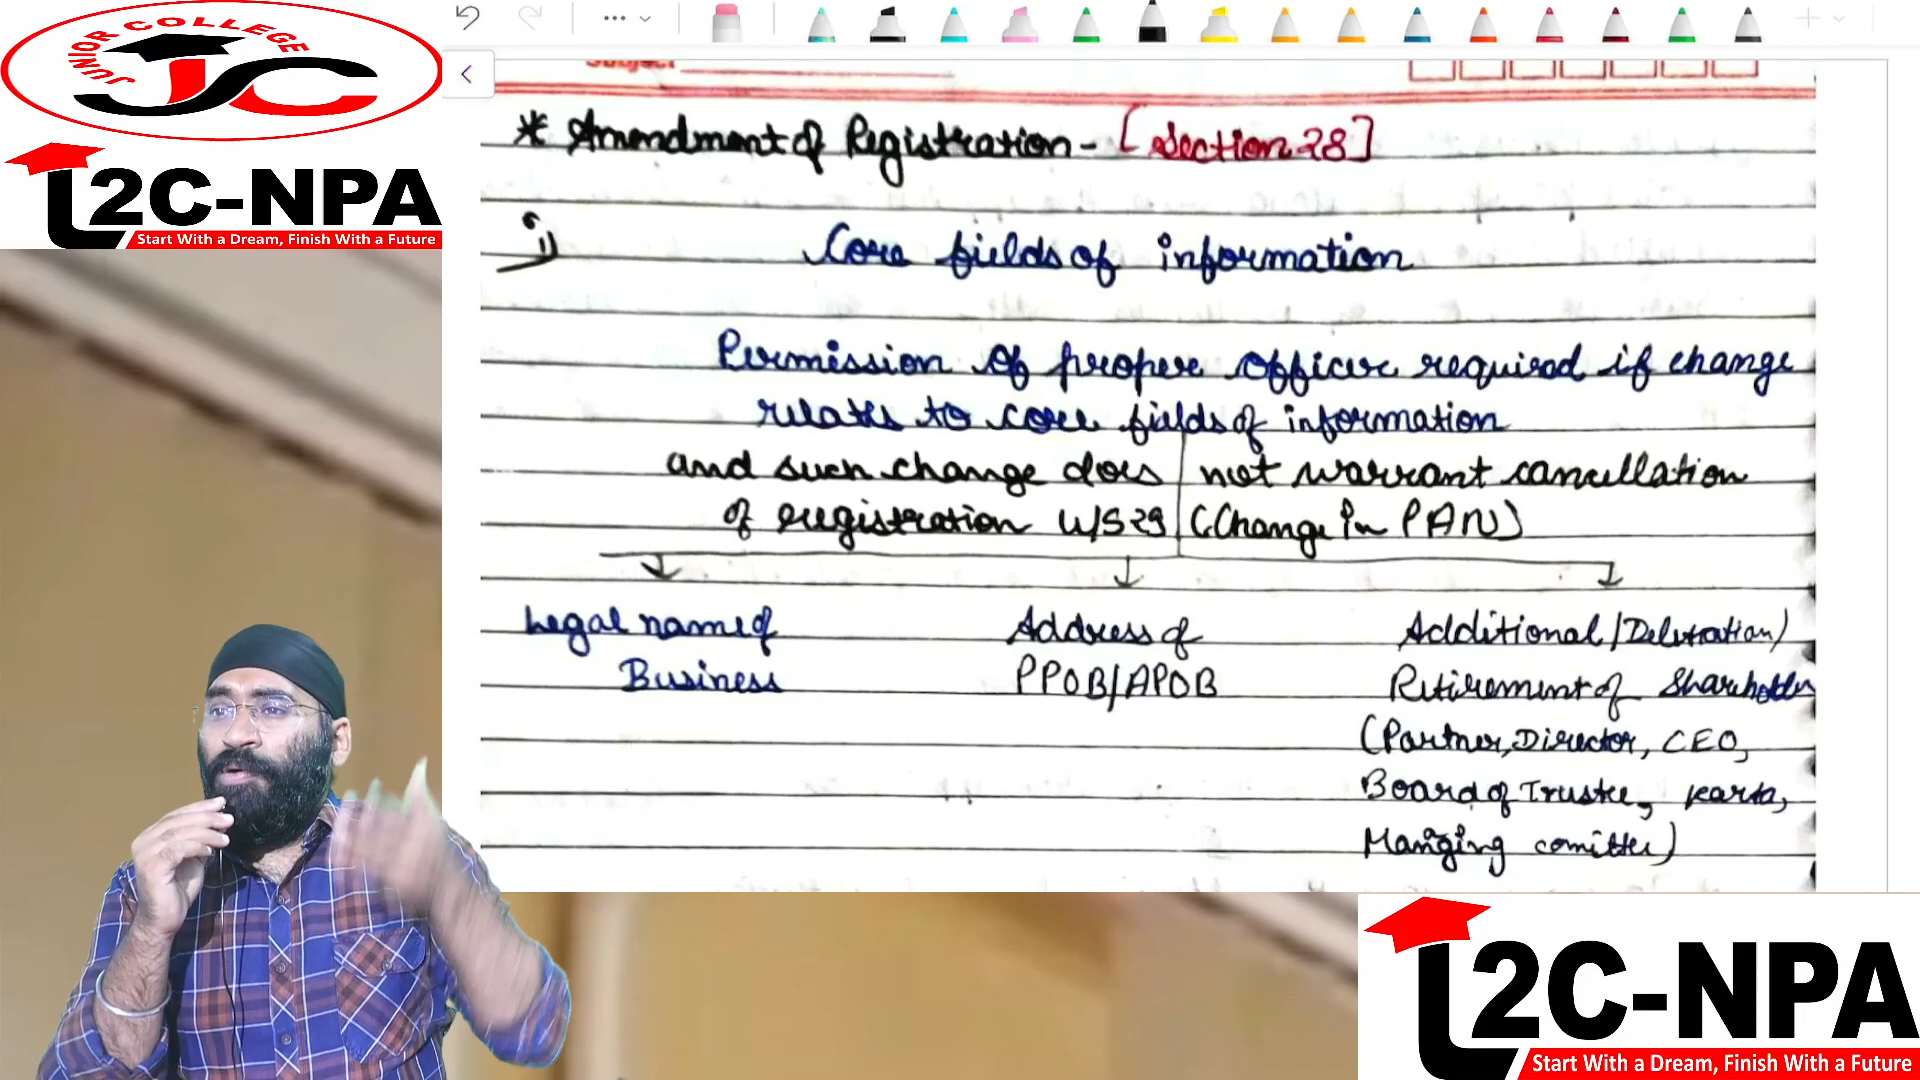 JUNIOR COLLEGE
JC
L2C-NPA
Start With a Dream, Finish With a Future
Subject
* Amendment of Registration - [Section 28]
i)
Core fields of information
Permission of proper officer required if change
relates to core fields of information
and such change does not warrant cancellation
of registration U/S 29 (Change in PAN)
Legal name of
Business
Address of
PPOB/APOB
Additional/Deletration/
Retirement of Shareholder
(Partner, Director, CEO,
Board of Trustee, karta,
Manging comittee)
L2C-NPA
Start With a Dream, Finish With a Future